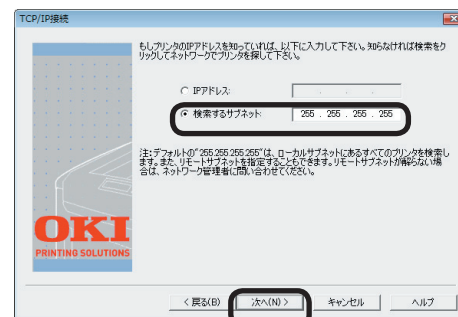 TCP/IP接続
もしプリンタのIPアドレスを知っていれば、以下に入力して下さい。知らなければ検索をク
リックしてネットワークでプリンタを探して下さい。
IPアドレス:
検索するサブネット: 255 . 255 . 255 . 255
注:デフォルトの"255.255.255.255"は、ローカルサブネットにあるすべてのプリンタを検索し
ます。また、リモートサブネットを指定することもできます。リモートサブネットが解らない場
合は、ネットワーク管理者に問い合わせてください。
OKI
PRINTING SOLUTIONS
< 戻る(B) 次へ(N) > キャンセル ヘルプ